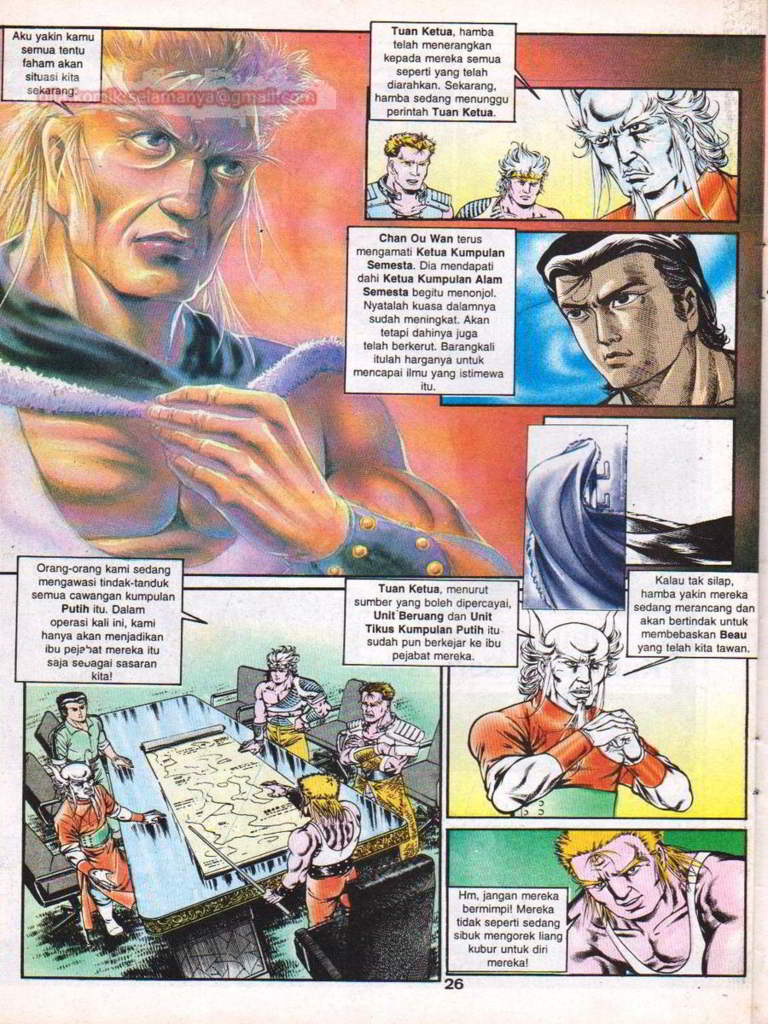 Aku yakin kamu
semua tentu
faham akan
situasi kita
sekarang.
Tuan Ketua, hamba
telah menerangkan
kepada mereka semua
seperti yang telah
diarahkan. Sekarang,
hamba sedang menunggu
perintah Tuan Ketua.
Chan Ou Wan terus
mengamati Ketua Kumpulan
Semesta. Dia mendapati
dahi Ketua Kumpulan Alam
Semesta begitu menonjol.
Nyatalah kuasa dalamnya
sudah meningkat. Akan
tetapi dahinya juga
telah berkerut. Barangkali
itulah harganya untuk
mencapai ilmu yang istimewa
itu.
Orang-orang kami sedang
mengawasi tindak-tanduk
semua cawangan kumpulan
Putih itu. Dalam
operasi kali ini, kami
hanya akan menjadikan
ibu pejabat mereka itu
saja sebagai sasaran
kita!
Tuan Ketua, menurut
sumber yang boleh dipercayai,
Unit Beruang dan Unit
Tikus Kumpulan Putih itu
sudah pun berkejar ke ibu
pejabat mereka.
Kalau tak silap,
hamba yakin mereka
sedang merancang dan
akan bertindak untuk
membebaskan Beau
yang telah kita tawan.
Hm, jangan mereka
bermimpi! Mereka
tidak seperti sedang
sibuk mengorek liang
kubur untuk diri
mereka!
26